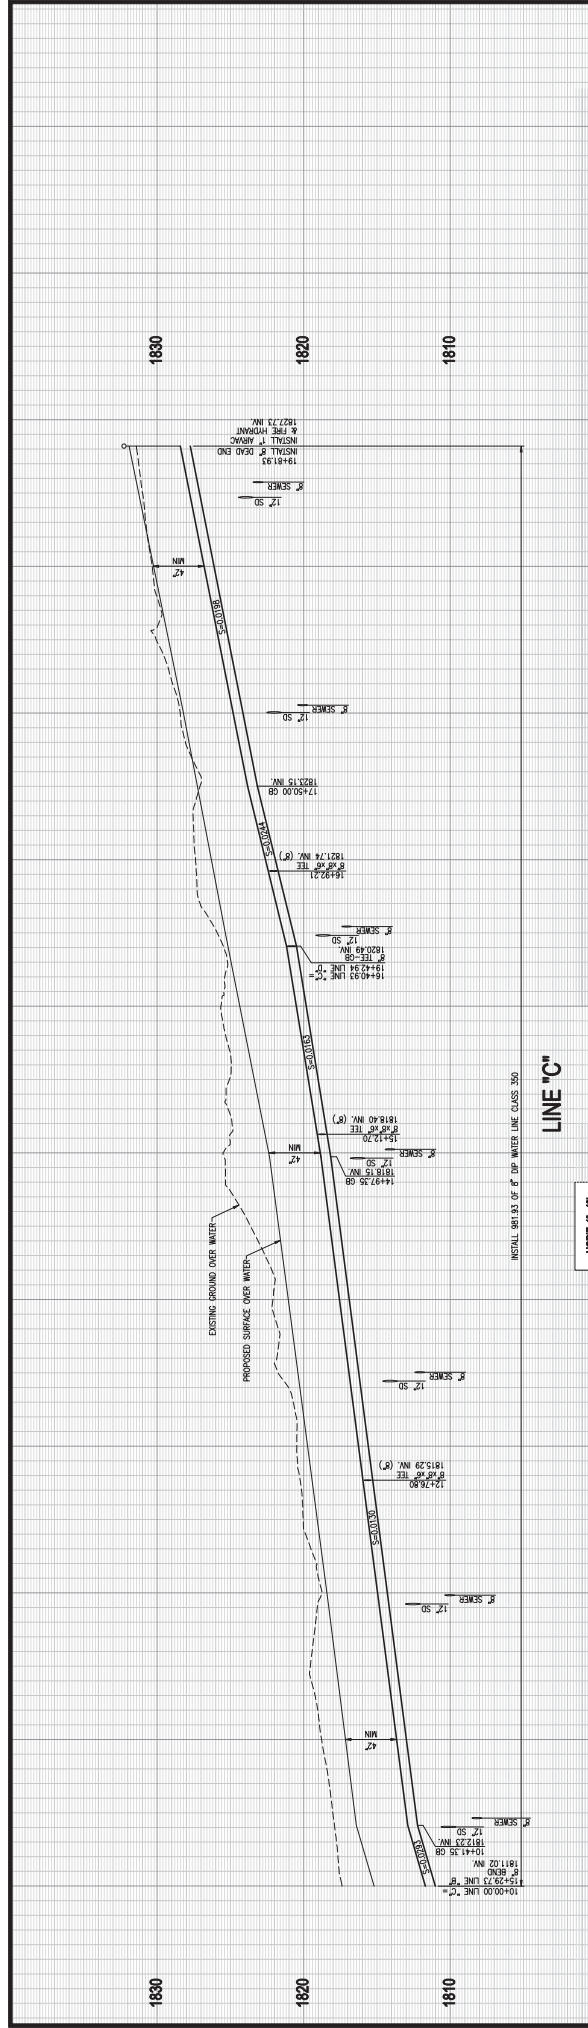 1830
1820
1810
19+81.93
INSTALL 8" DEAD END
INSTALL 1" AIRVAC
& FIRE HYDRANT
1827.73 INV.
12" SD
8" SEWER
42"
MIN
S=0.0198
12" SD
8" SEWER
17+50.00 GB
1823.15 INV.
S=0.0244
16+92.21
8"x8"x6" TEE
1821.74 INV. (8")
12" SD
8" SEWER
16+40.93 LINE "C"=
19+42.94 LINE "D"
8" TEE-GB
1820.49 INV.
S=0.0163
15+12.70
8"x8"x6" TEE
1818.40 INV. (8")
42"
MIN
12" SD
8" SEWER
14+97.35 GB
1818.15 INV.
EXISTING GROUND OVER WATER
PROPOSED SURFACE OVER WATER
INSTALL 981.93 OF 8" DIP WATER LINE CLASS 350
LINE "C"
12" SD
8" SEWER
12+76.80
8"x8"x6" TEE
1815.29 INV. (8")
S=0.0130
12" SD
8" SEWER
42"
MIN
12" SD
8" SEWER
10+41.35 GB
1812.23 INV.
S=0.0293
10+00.00 LINE "C"=
15+29.73 LINE "B"
8" BEND
1811.02 INV.
1830
1820
1810